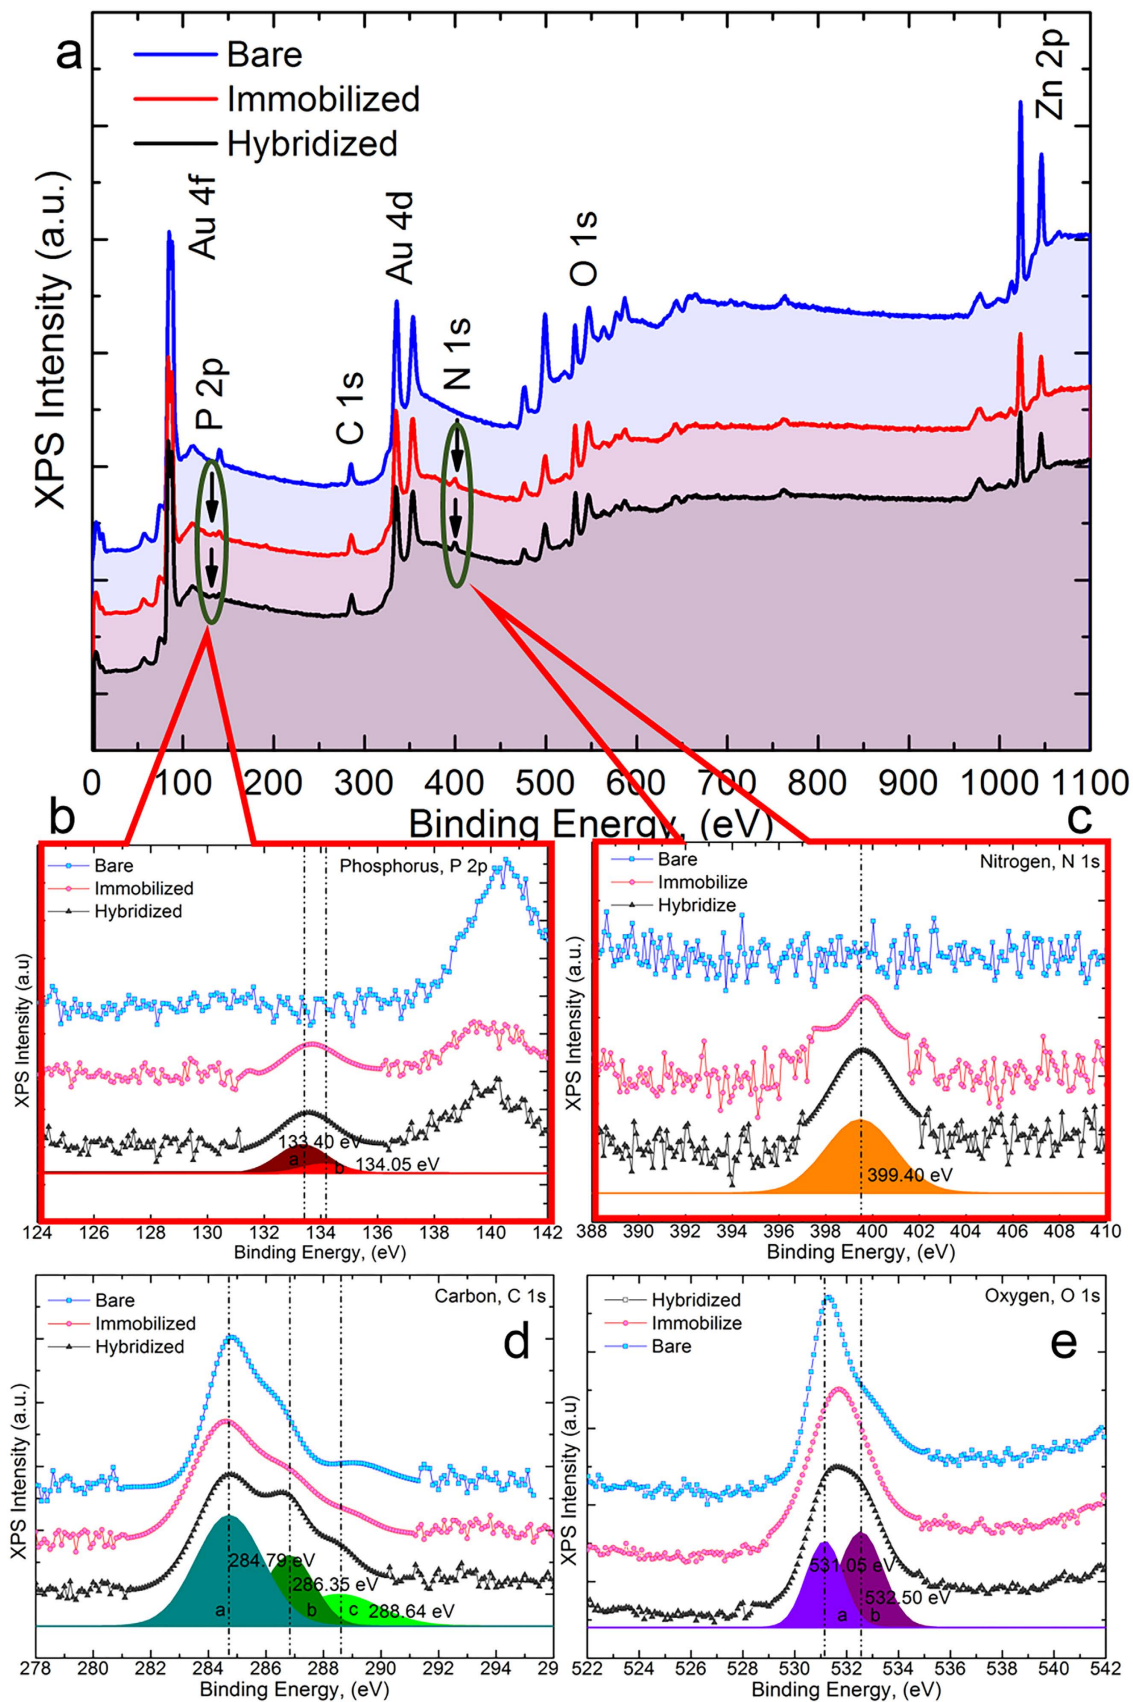 a
Bare
Immobilized
Hybridized
Au 4f
P 2p
C 1s
Au 4d
N 1s
O 1s
Zn 2p
XPS Intensity (a.u.)
0 100 200 300 400 500 600 700 800 900 1000 1100
Binding Energy, (eV)
b
Bare
Immobilized
Hybridized
Phosphorus, P 2p
XPS Intensity (a.u)
133.40 eV
a
b
134.05 eV
124 126 128 130 132 134 136 138 140 142
Binding Energy, (eV)
c
Bare
Immobilize
Hybridize
Nitrogen, N 1s
XPS Intensity (a.u.)
399.40 eV
388 390 392 394 396 398 400 402 404 406 408 410
Binding Energy, (eV)
d
Bare
Immobilized
Hybridized
Carbon, C 1s
XPS Intensity (a.u.)
284.79 eV
286.35 eV
288.64 eV
a
b
c
278 280 282 284 286 288 290 292 294 29
Binding Energy, (eV)
e
Hybridized
Immobilize
Bare
Oxygen, O 1s
XPS Intensity (a.u)
531.05 eV
532.50 eV
a
b
522 524 526 528 530 532 534 536 538 540 542
Binding Energy, (eV)